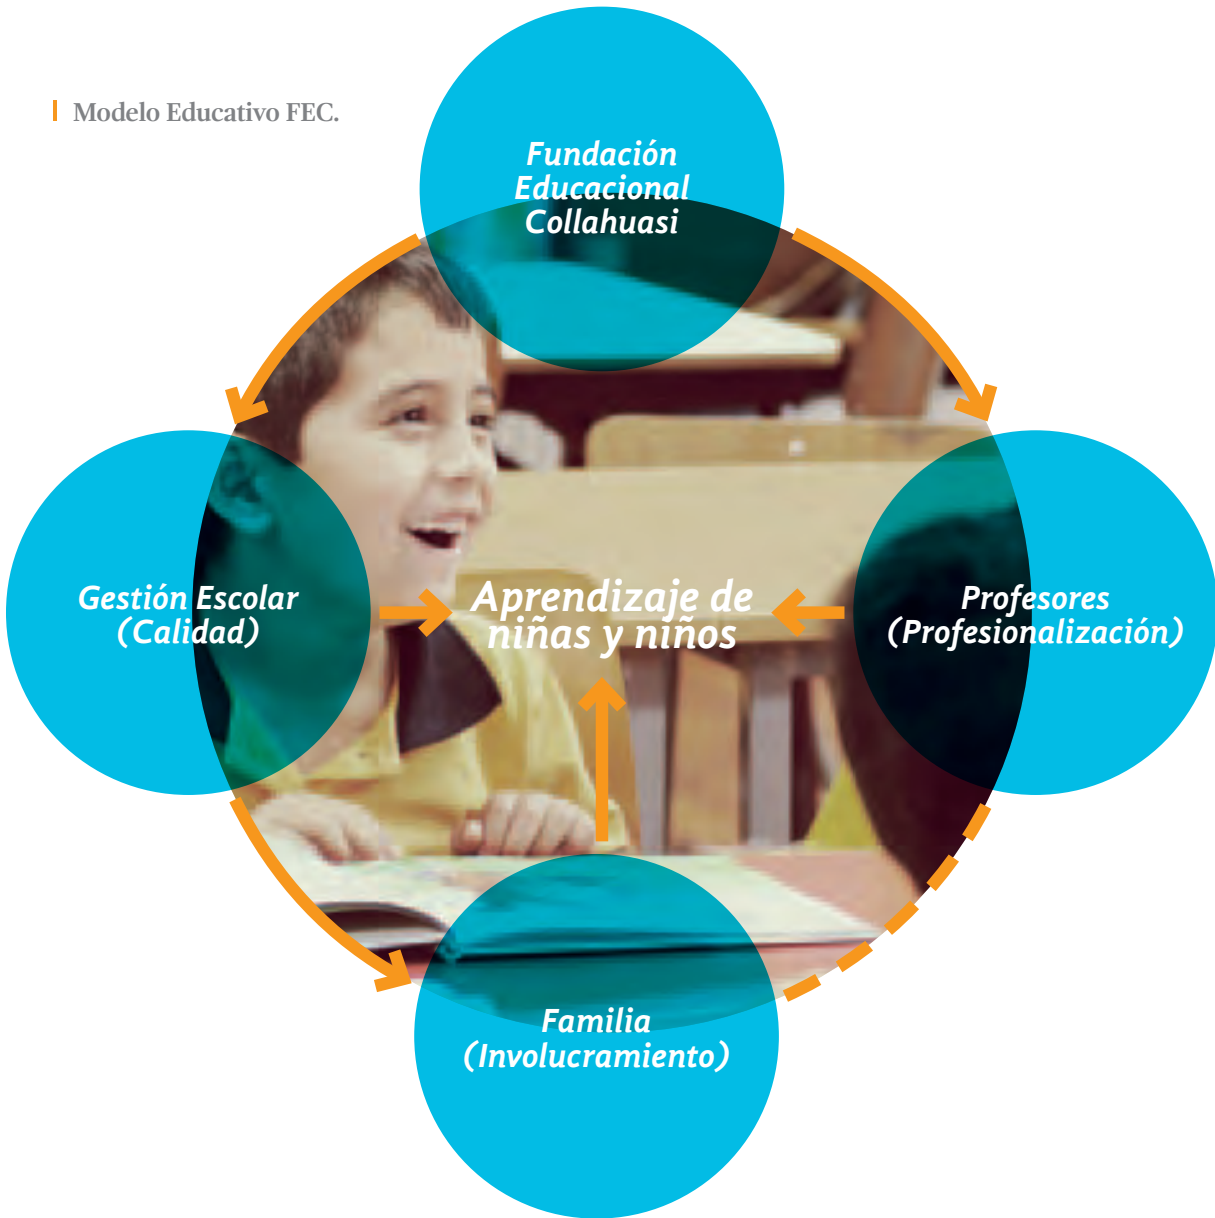 Modelo Educativo FEC.
Fundación
Educacional
Collahuasi
Gestión Escolar
(Calidad)
Aprendizaje de
niñas y niños
Profesores
(Profesionalización)
Familia
(Involucramiento)